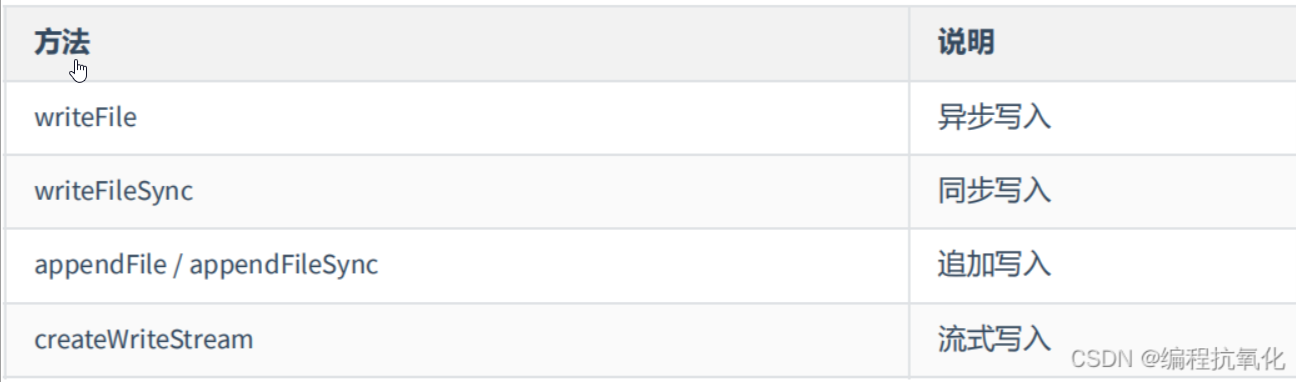 方法 说明
writeFile 异步写入
writeFileSync 同步写入
appendFile / appendFileSync 追加写入
createWriteStream 流式写入
CSDN @编程抗氧化